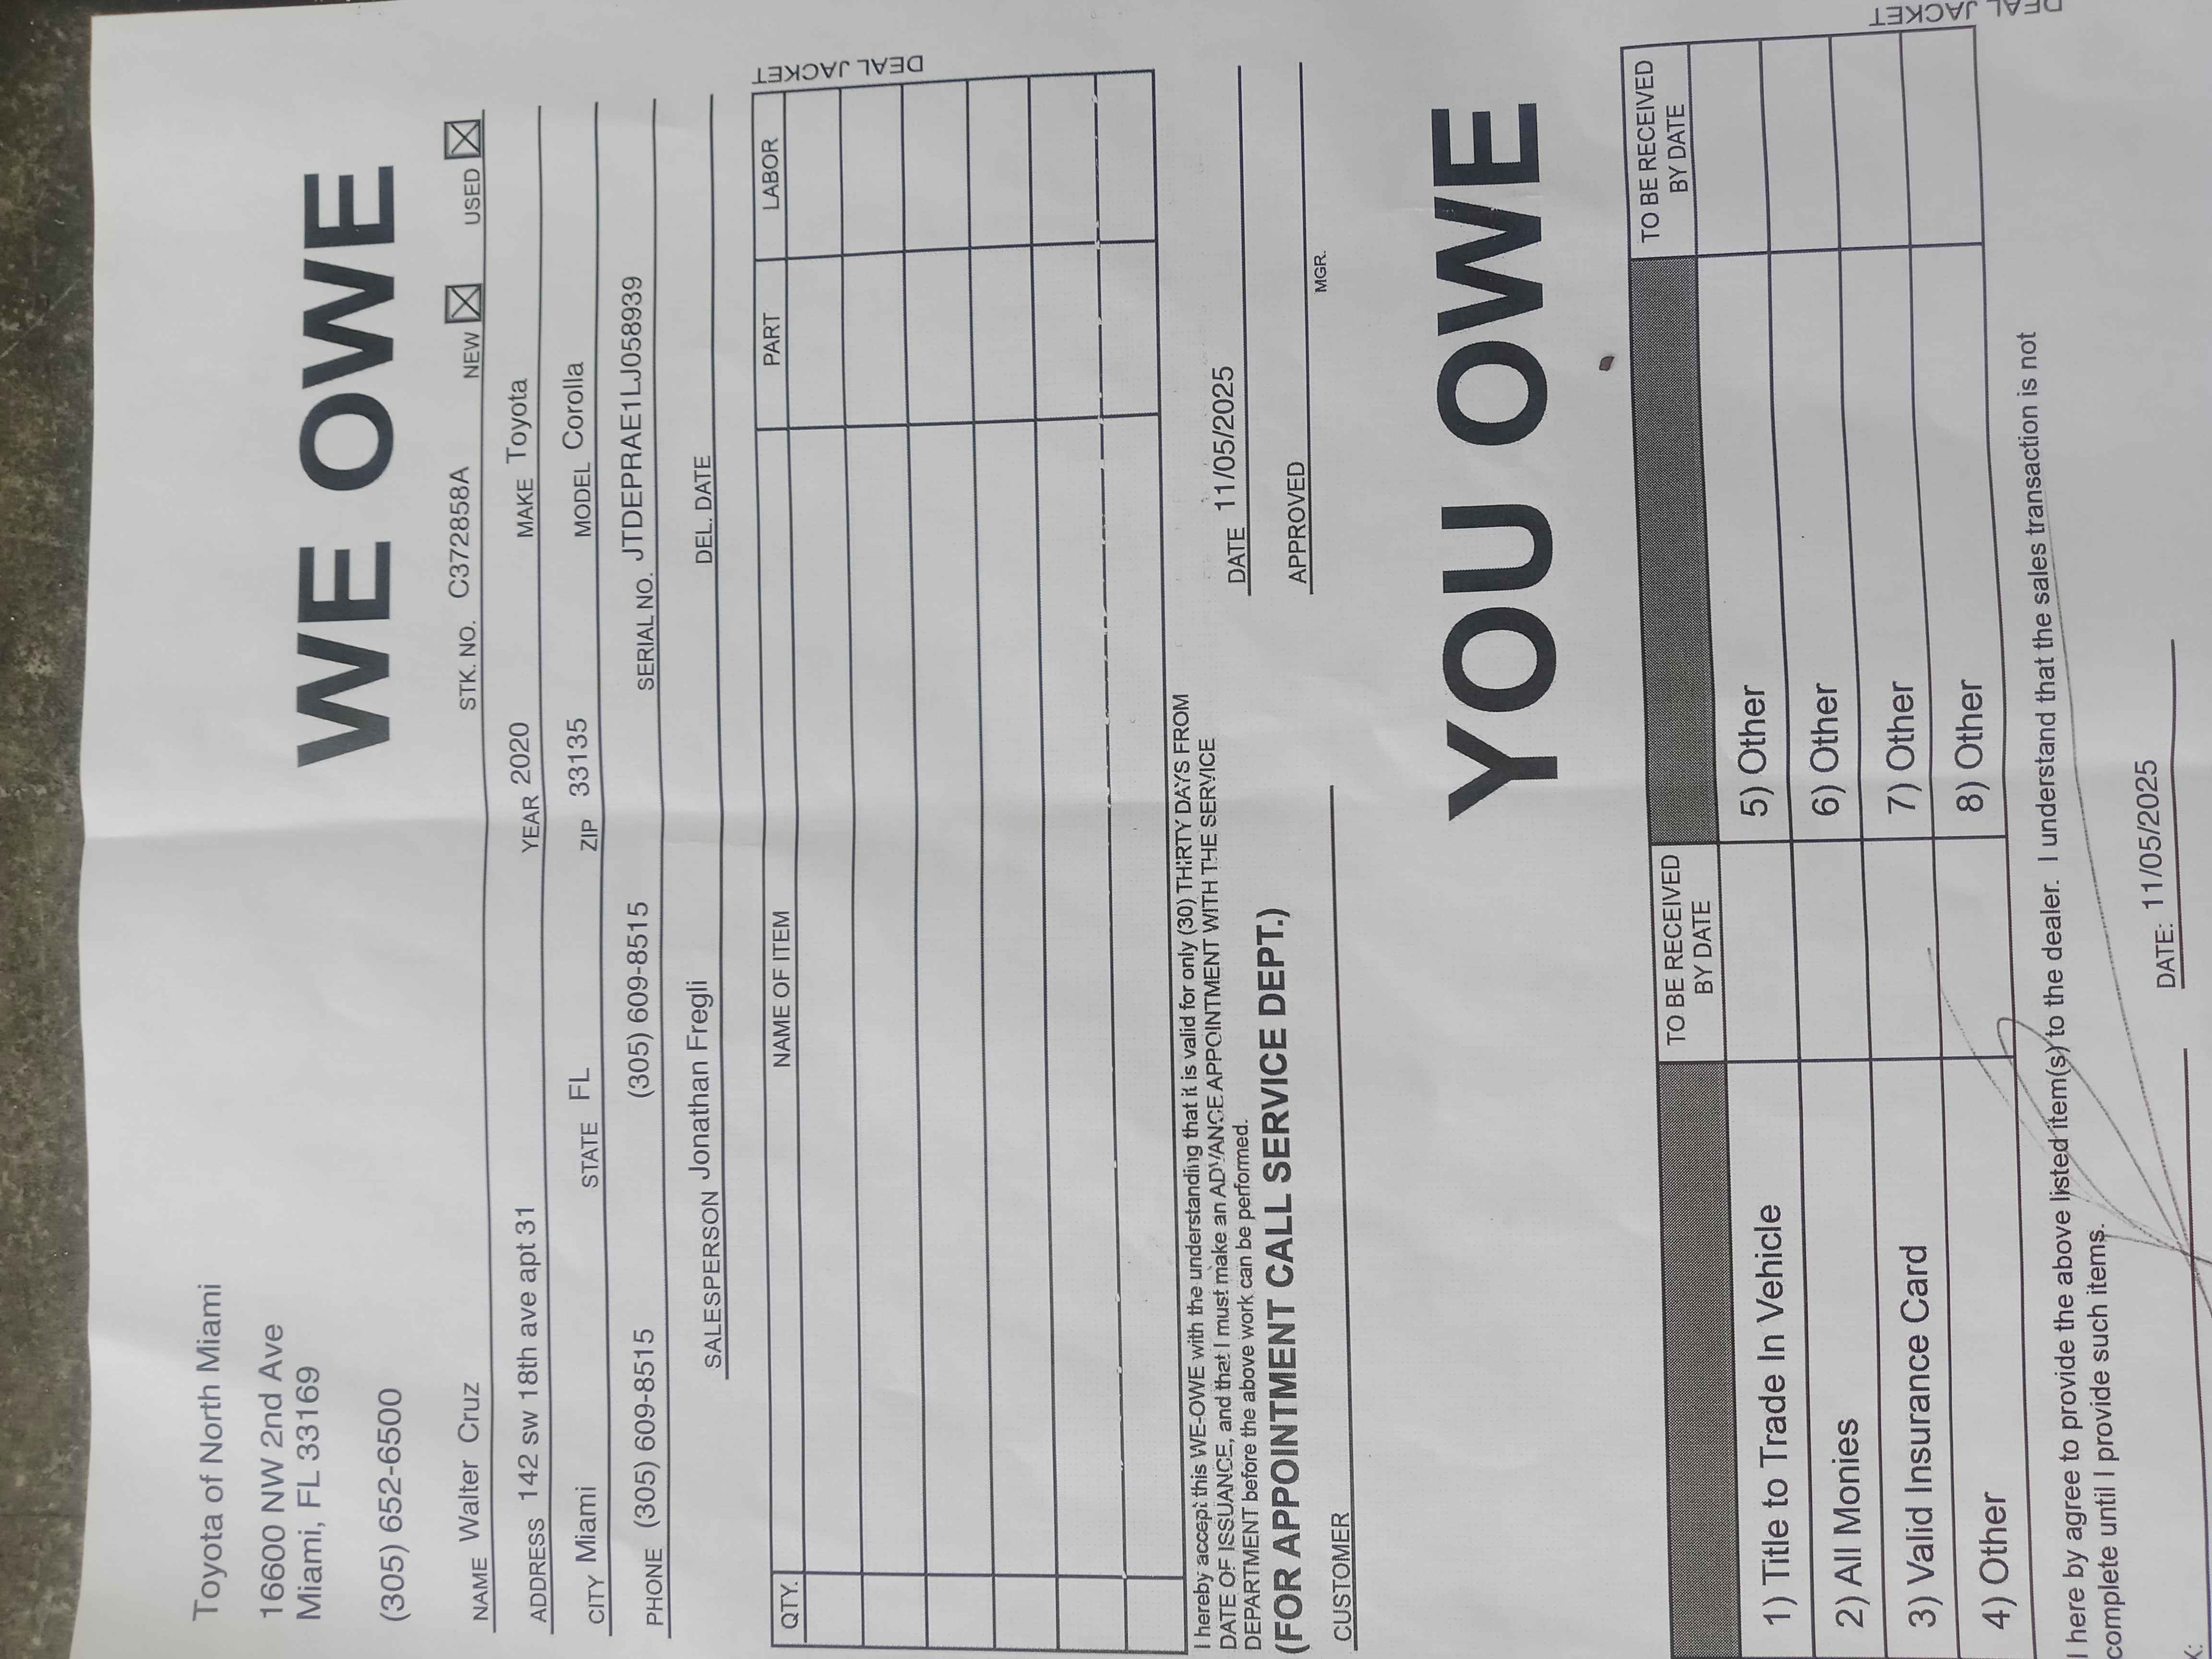 Toyota of North Miami
16600 NW 2nd Ave
Miami, FL 33169
(305) 652-6500
WE OWE
STK. NO. C372858A NEW ☒ USED ☒
NAME Walter Cruz
ADDRESS 142 sw 18th ave apt 31 YEAR 2020 MAKE Toyota
CITY Miami STATE FL ZIP 33135 MODEL Corolla
PHONE (305) 609-8515 (305) 609-8515 SERIAL NO. JTDEPRAE1LJ058939
SALESPERSON Jonathan Fregli DEL. DATE
DEAL JACKET
QTY. NAME OF ITEM PART LABOR
I hereby accept this WE-OWE with the understanding that it is valid for only (30) THIRTY DAYS FROM
DATE OF ISSUANCE, and that I must make an ADVANCE APPOINTMENT WITH THE SERVICE
DEPARTMENT before the above work can be performed.
(FOR APPOINTMENT CALL SERVICE DEPT.)
DATE 11/05/2025
CUSTOMER APPROVED
MGR.
YOU OWE
TO BE RECEIVED BY DATE TO BE RECEIVED BY DATE
1) Title to Trade In Vehicle 5) Other
2) All Monies 6) Other
3) Valid Insurance Card 7) Other
4) Other 8) Other
DEAL JACKET
I here by agree to provide the above listed item(s) to the dealer. I understand that the sales transaction is not
complete until I provide such items.
DATE: 11/05/2025